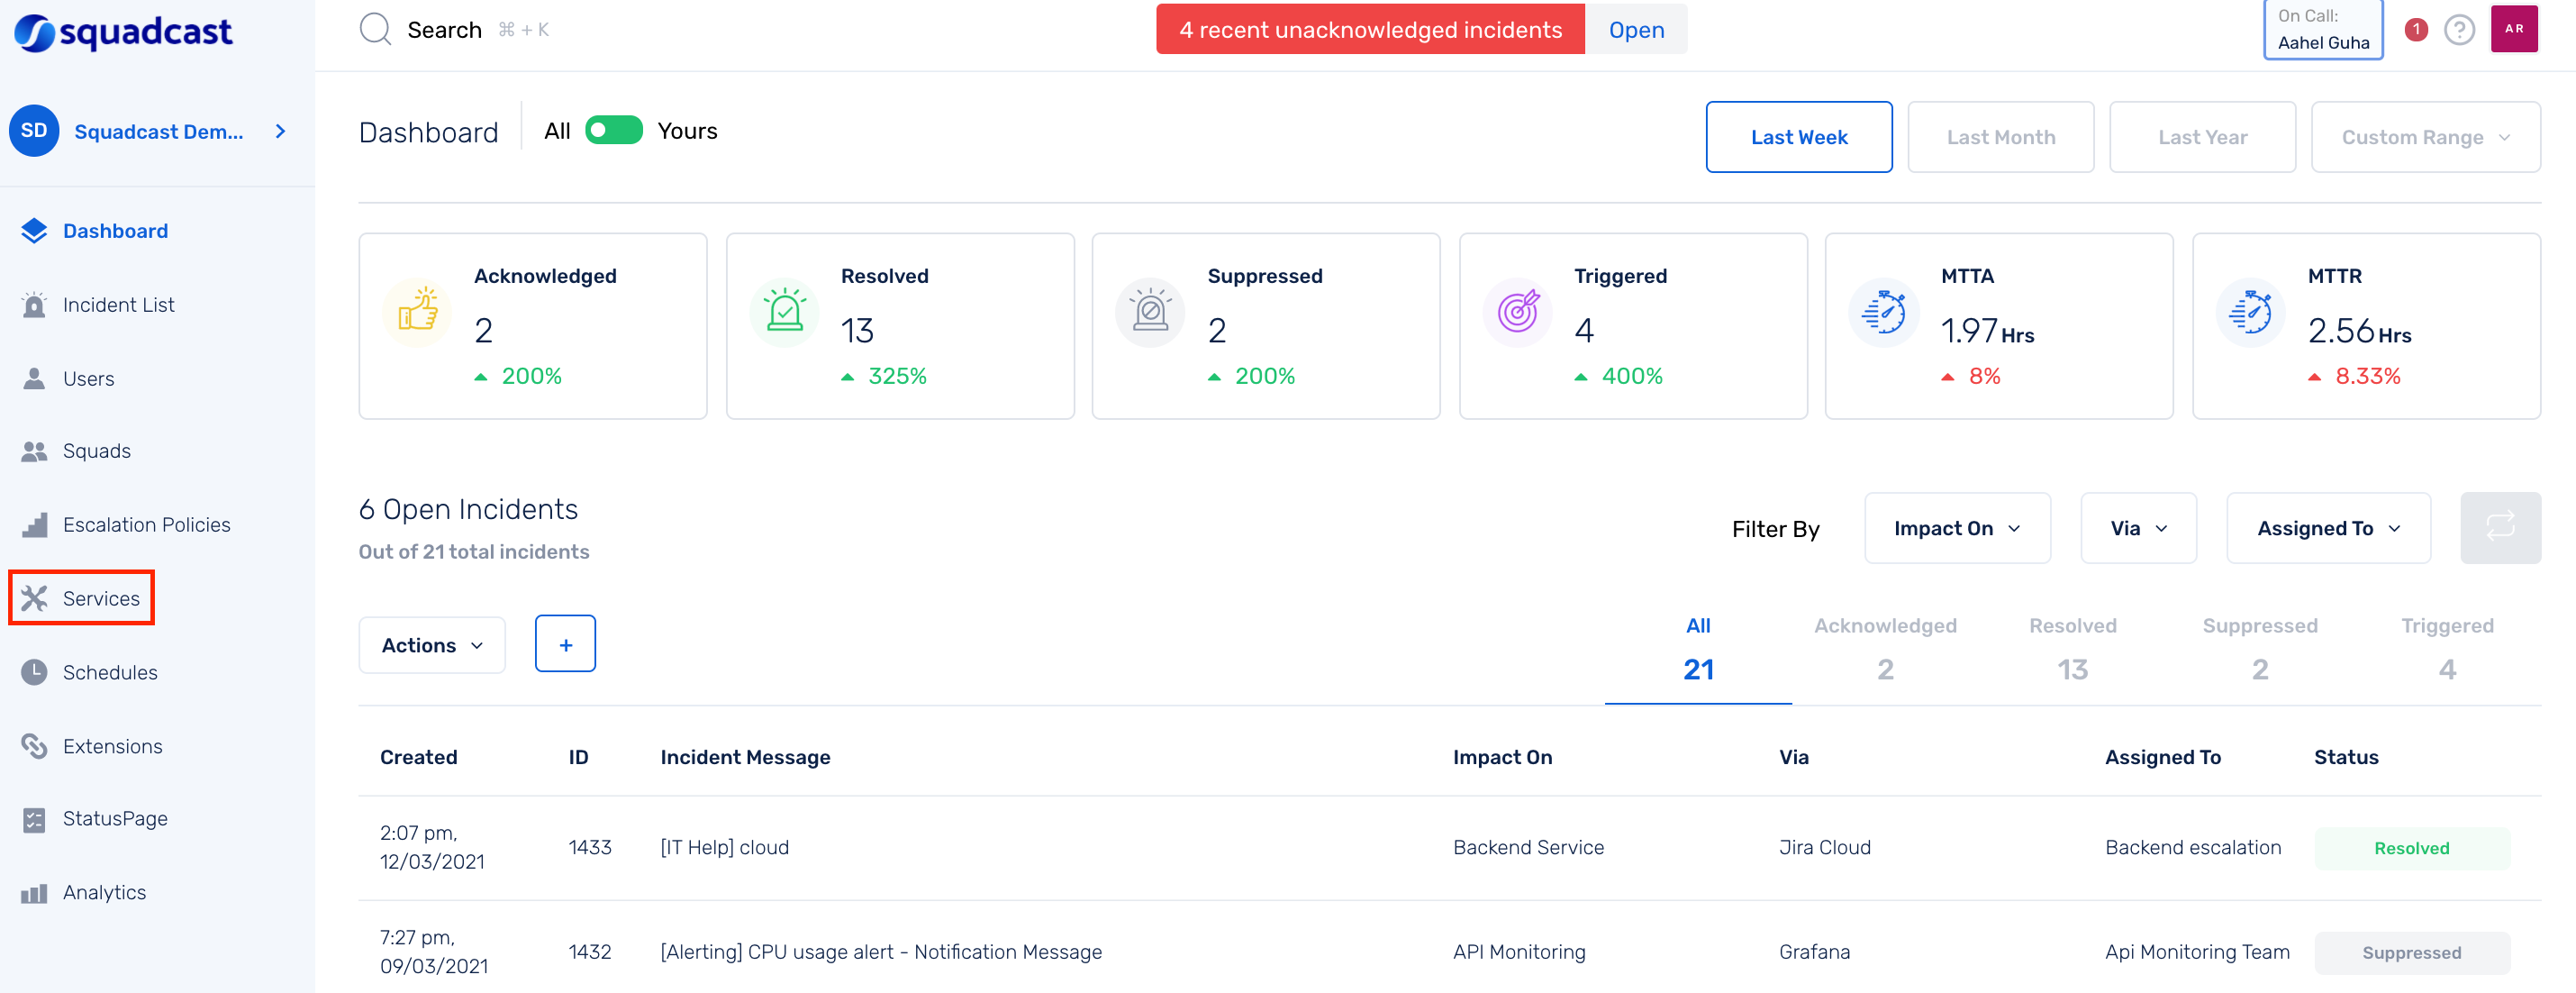 squadcast
Search ⌘ + K
4 recent unacknowledged incidents Open
On Call:
Aahel Guha
1
?
AR
SD Squadcast Dem...
Dashboard
Incident List
Users
Squads
Escalation Policies
Services
Schedules
Extensions
StatusPage
Analytics
Dashboard All Yours
Last Week Last Month Last Year Custom Range
Acknowledged
2
200%
Resolved
13
325%
Suppressed
2
200%
Triggered
4
400%
MTTA
1.97 Hrs
8%
MTTR
2.56 Hrs
8.33%
6 Open Incidents
Out of 21 total incidents
Filter By Impact On Via Assigned To
Actions +
All
21
Acknowledged
2
Resolved
13
Suppressed
2
Triggered
4
Created ID Incident Message Impact On Via Assigned To Status
2:07 pm,
12/03/2021
1433 [IT Help] cloud Backend Service Jira Cloud Backend escalation Resolved
7:27 pm,
09/03/2021
1432 [Alerting] CPU usage alert - Notification Message API Monitoring Grafana Api Monitoring Team Suppressed